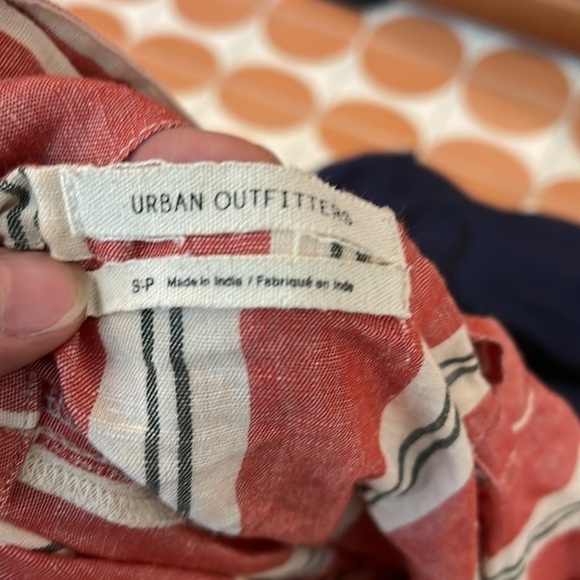 URBAN OUTFITTERS
S-P Made in India / Fabriqué en Inde